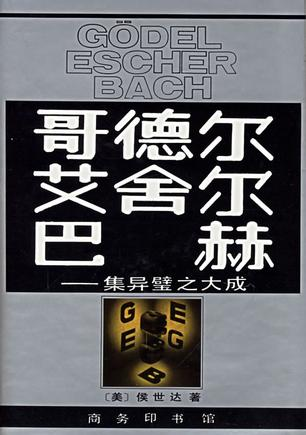 GÖDEL
ESCHER
BACH
哥德尔
艾舍尔
巴赫
——集异璧之大成
G E
E G
B
〔美〕侯世达 著
商务印书馆